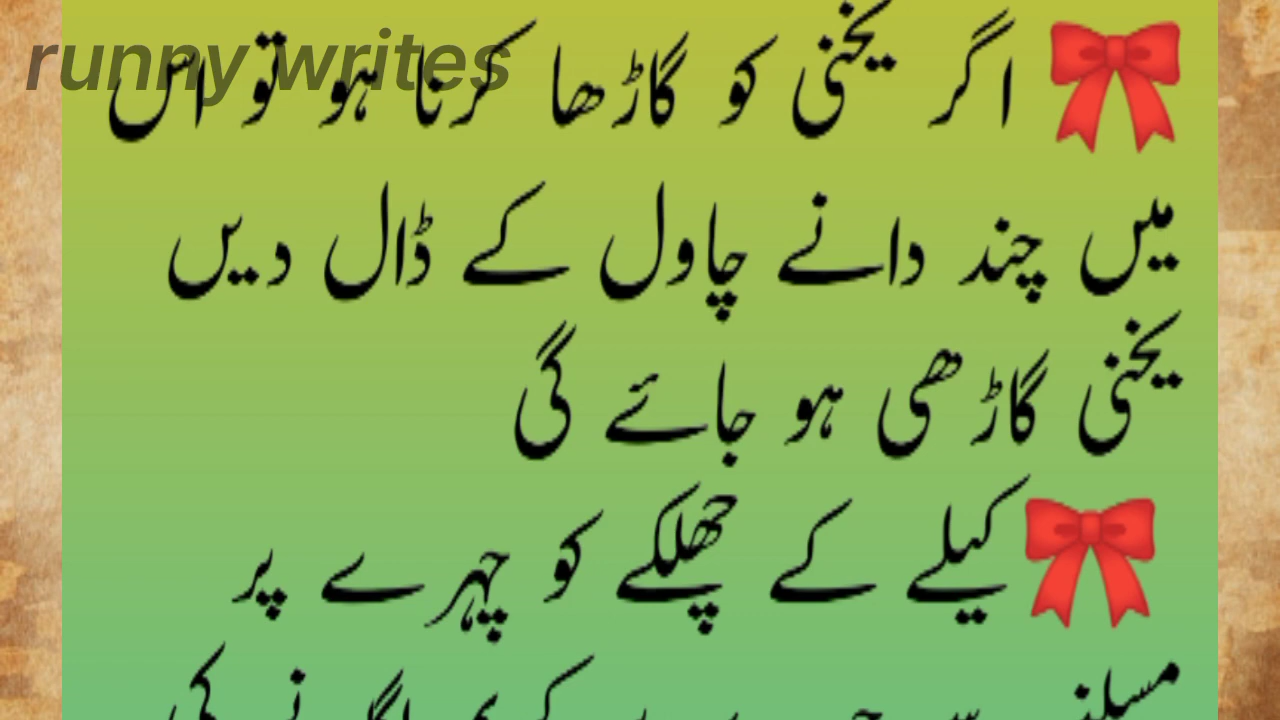 runny writes
🎀 اگر یخنی کو گاڑھا کرنا ہو تو اس
میں چند دانے چاول کے ڈال دیں
یخنی گاڑھی ہو جائے گی
🎀 کیلے کے چھلکے کو چہرے پر